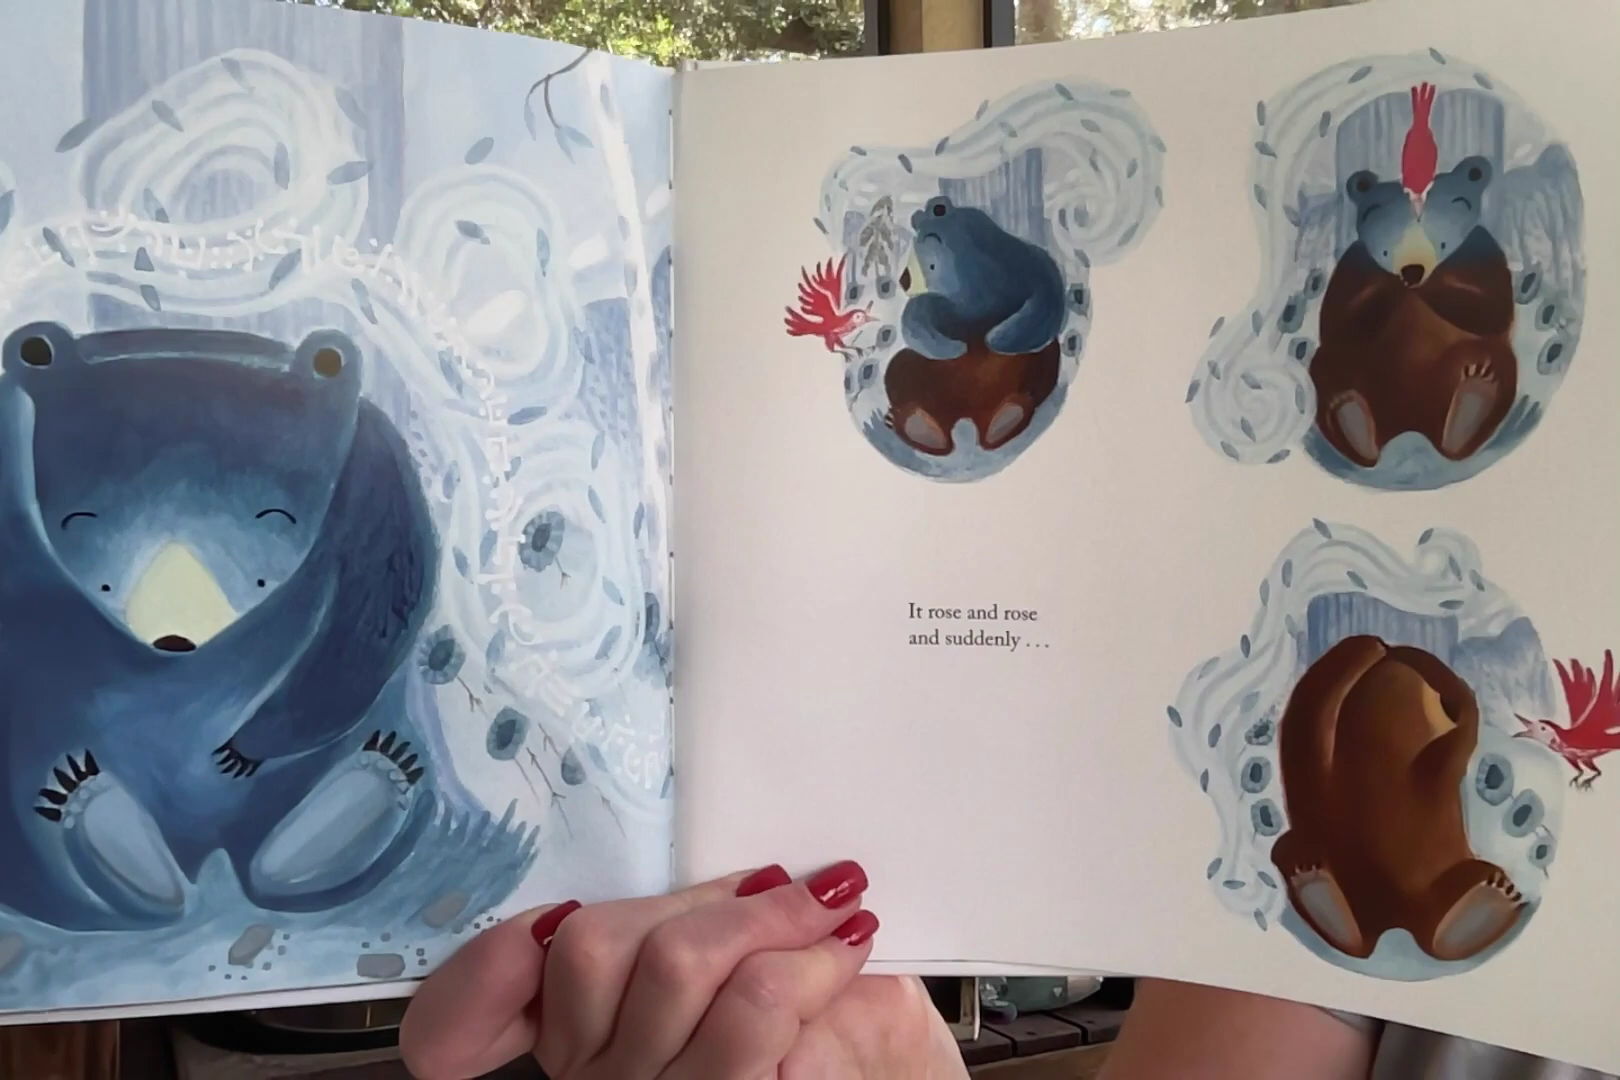 It rose and rose
and suddenly . . .